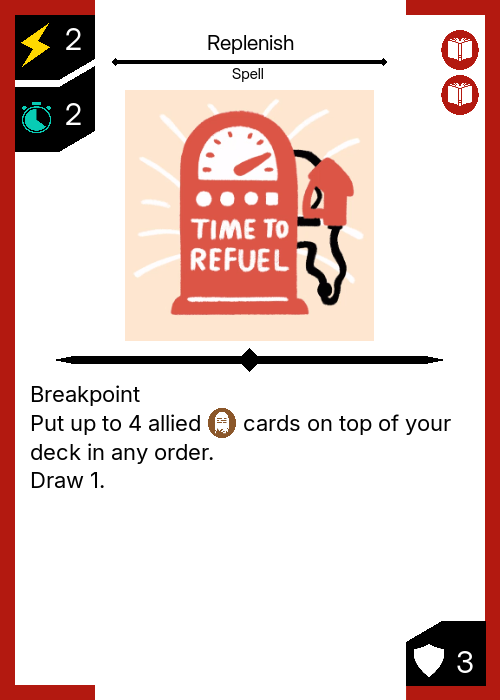 2
Replenish
Spell
2
TIME TO
REFUEL
Breakpoint
Put up to 4 allied cards on top of your
deck in any order.
Draw 1.
3